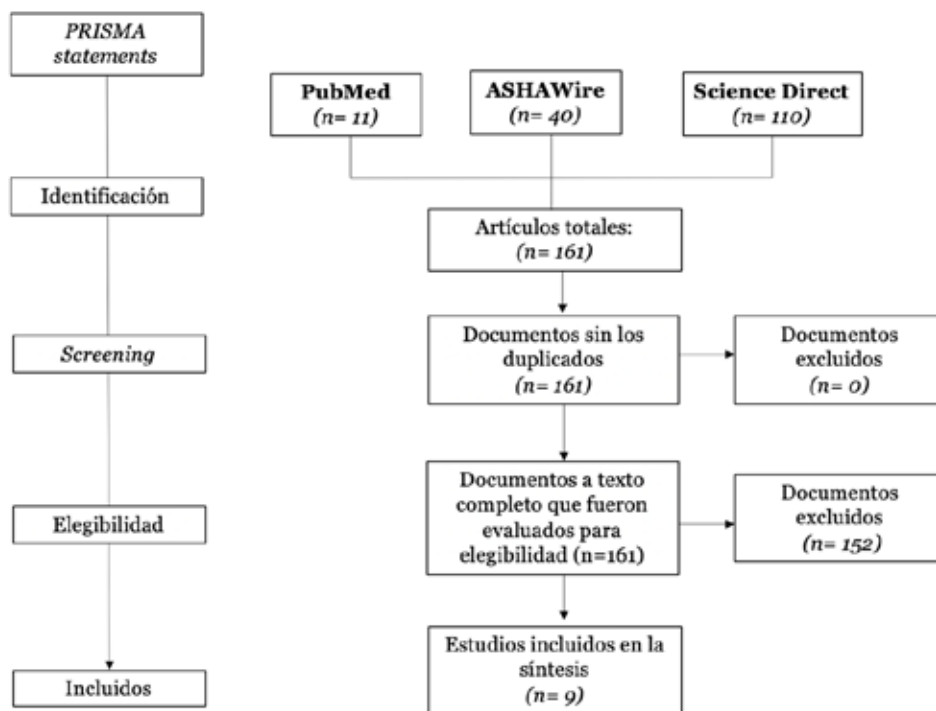 PRISMA
statements
Identificación
Screening
Elegibilidad
Incluidos
PubMed
(n= 11)
ASHAWire
(n= 40)
Science Direct
(n= 110)
Artículos totales:
(n= 161)
Documentos sin los
duplicados
(n= 161)
Documentos
excluidos
(n= 0)
Documentos a texto
completo que fueron
evaluados para
elegibilidad (n=161)
Documentos
excluidos
(n= 152)
Estudios incluidos en la
síntesis
(n= 9)